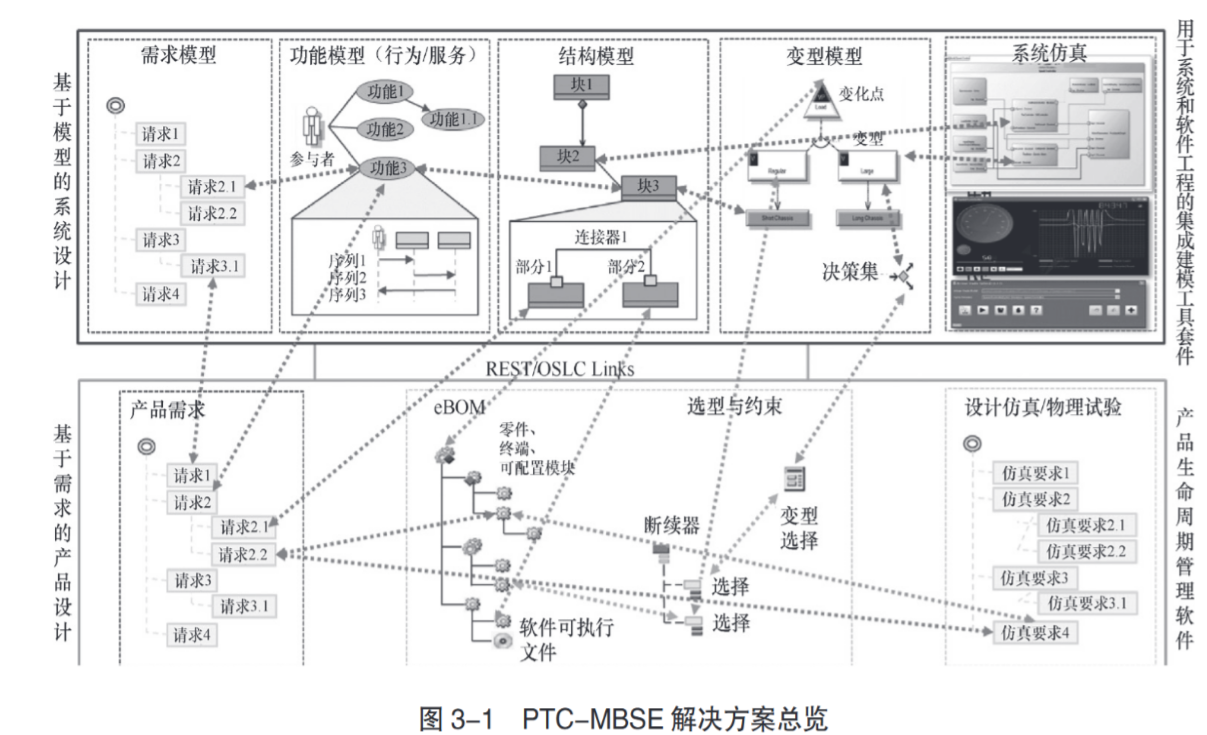 基于模型的系统设计
需求模型
请求1
请求2
请求2.1
请求2.2
请求3
请求3.1
请求4
功能模型（行为/服务）
功能1
功能1.1
功能2
参与者
功能3
序列1
序列2
序列3
结构模型
块1
块2
块3
连接器1
部分1
部分2
变型模型
变化点
Load
变型
Regular
Large
Short Chassis
Long Chassis
决策集
系统仿真
用于系统和软件工程的集成建模工具套件
REST/OSLC Links
基于需求的产品设计
产品需求
请求1
请求2
请求2.1
请求2.2
请求3
请求3.1
请求4
eBOM
零件、
终端、
可配置模块
软件可执行
文件
选型与约束
断续器
选择
选择
变型
选择
设计仿真/物理试验
仿真要求1
仿真要求2
仿真要求2.1
仿真要求2.2
仿真要求3
仿真要求3.1
仿真要求4
产品生命周期管理软件
图 3-1 PTC-MBSE 解决方案总览